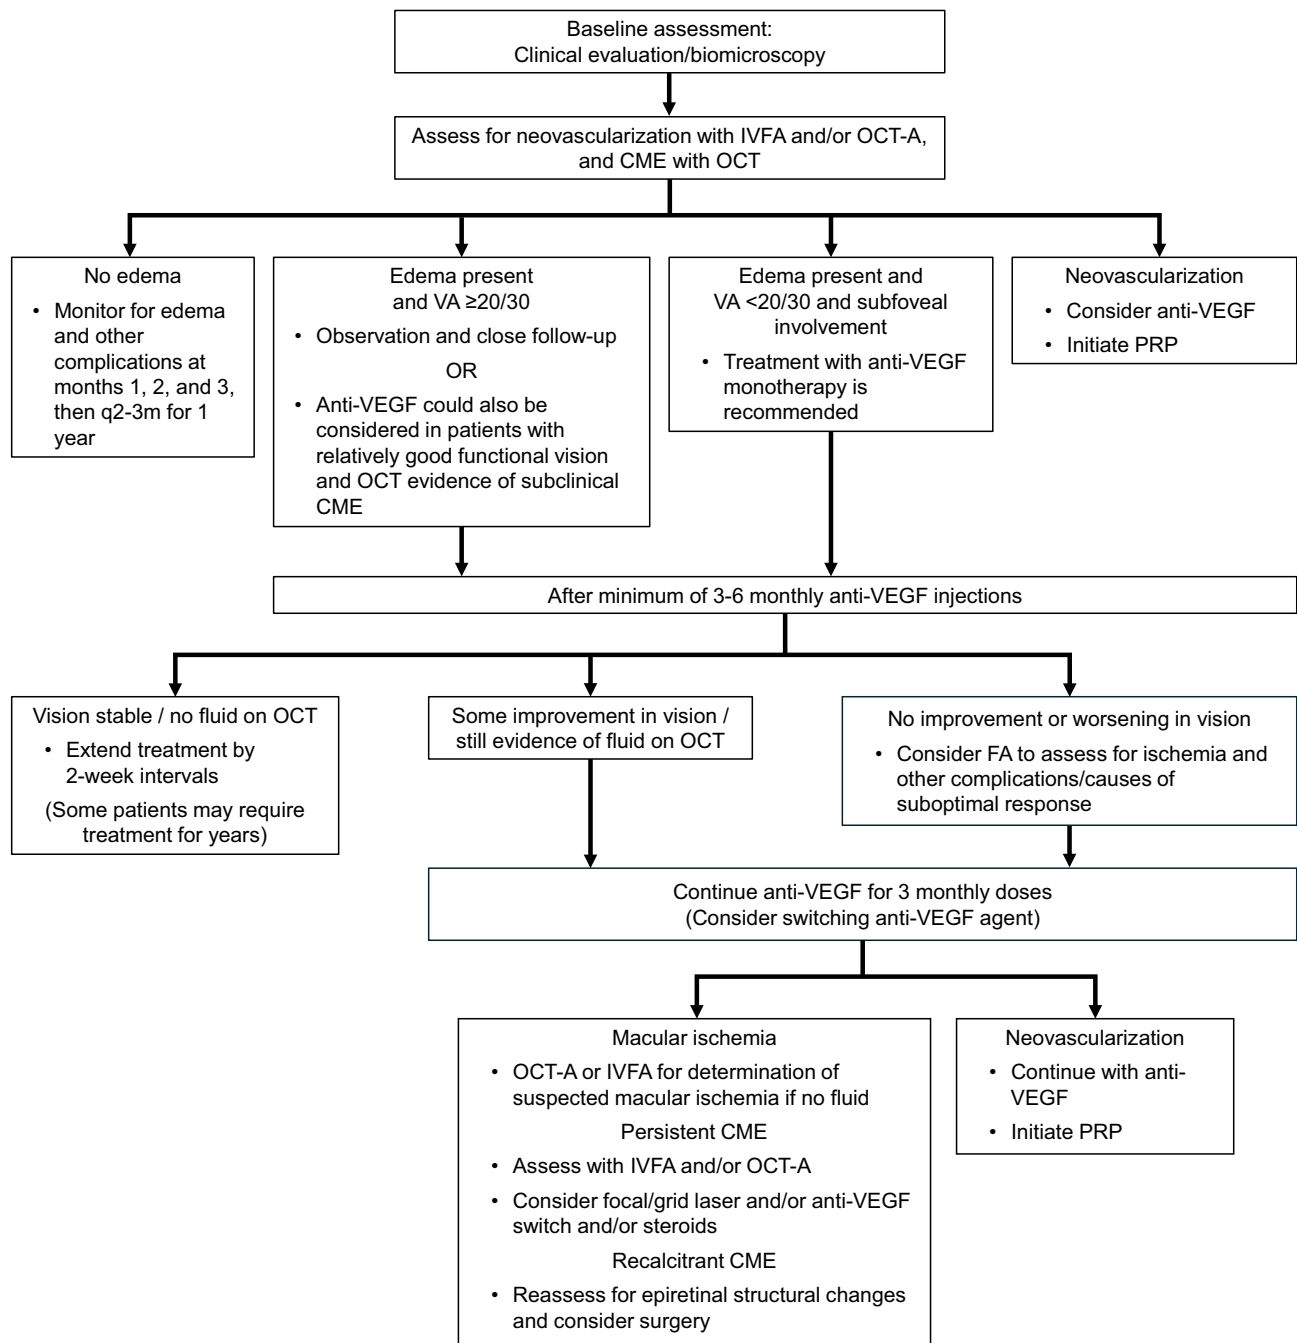 Baseline assessment:
Clinical evaluation/biomicroscopy
Assess for neovascularization with IVFA and/or OCT-A,
and CME with OCT
No edema
• Monitor for edema
and other
complications at
months 1, 2, and 3,
then q2-3m for 1
year
Edema present
and VA ≥20/30
• Observation and close follow-up
OR
• Anti-VEGF could also be
considered in patients with
relatively good functional vision
and OCT evidence of subclinical
CME
Edema present and
VA <20/30 and subfoveal
involvement
• Treatment with anti-VEGF
monotherapy is
recommended
Neovascularization
• Consider anti-VEGF
• Initiate PRP
After minimum of 3-6 monthly anti-VEGF injections
Vision stable / no fluid on OCT
• Extend treatment by
2-week intervals
(Some patients may require
treatment for years)
Some improvement in vision /
still evidence of fluid on OCT
No improvement or worsening in vision
• Consider FA to assess for ischemia and
other complications/causes of
suboptimal response
Continue anti-VEGF for 3 monthly doses
(Consider switching anti-VEGF agent)
Macular ischemia
• OCT-A or IVFA for determination of
suspected macular ischemia if no fluid
Persistent CME
• Assess with IVFA and/or OCT-A
• Consider focal/grid laser and/or anti-VEGF
switch and/or steroids
Recalcitrant CME
• Reassess for epiretinal structural changes
and consider surgery
Neovascularization
• Continue with anti-
VEGF
• Initiate PRP